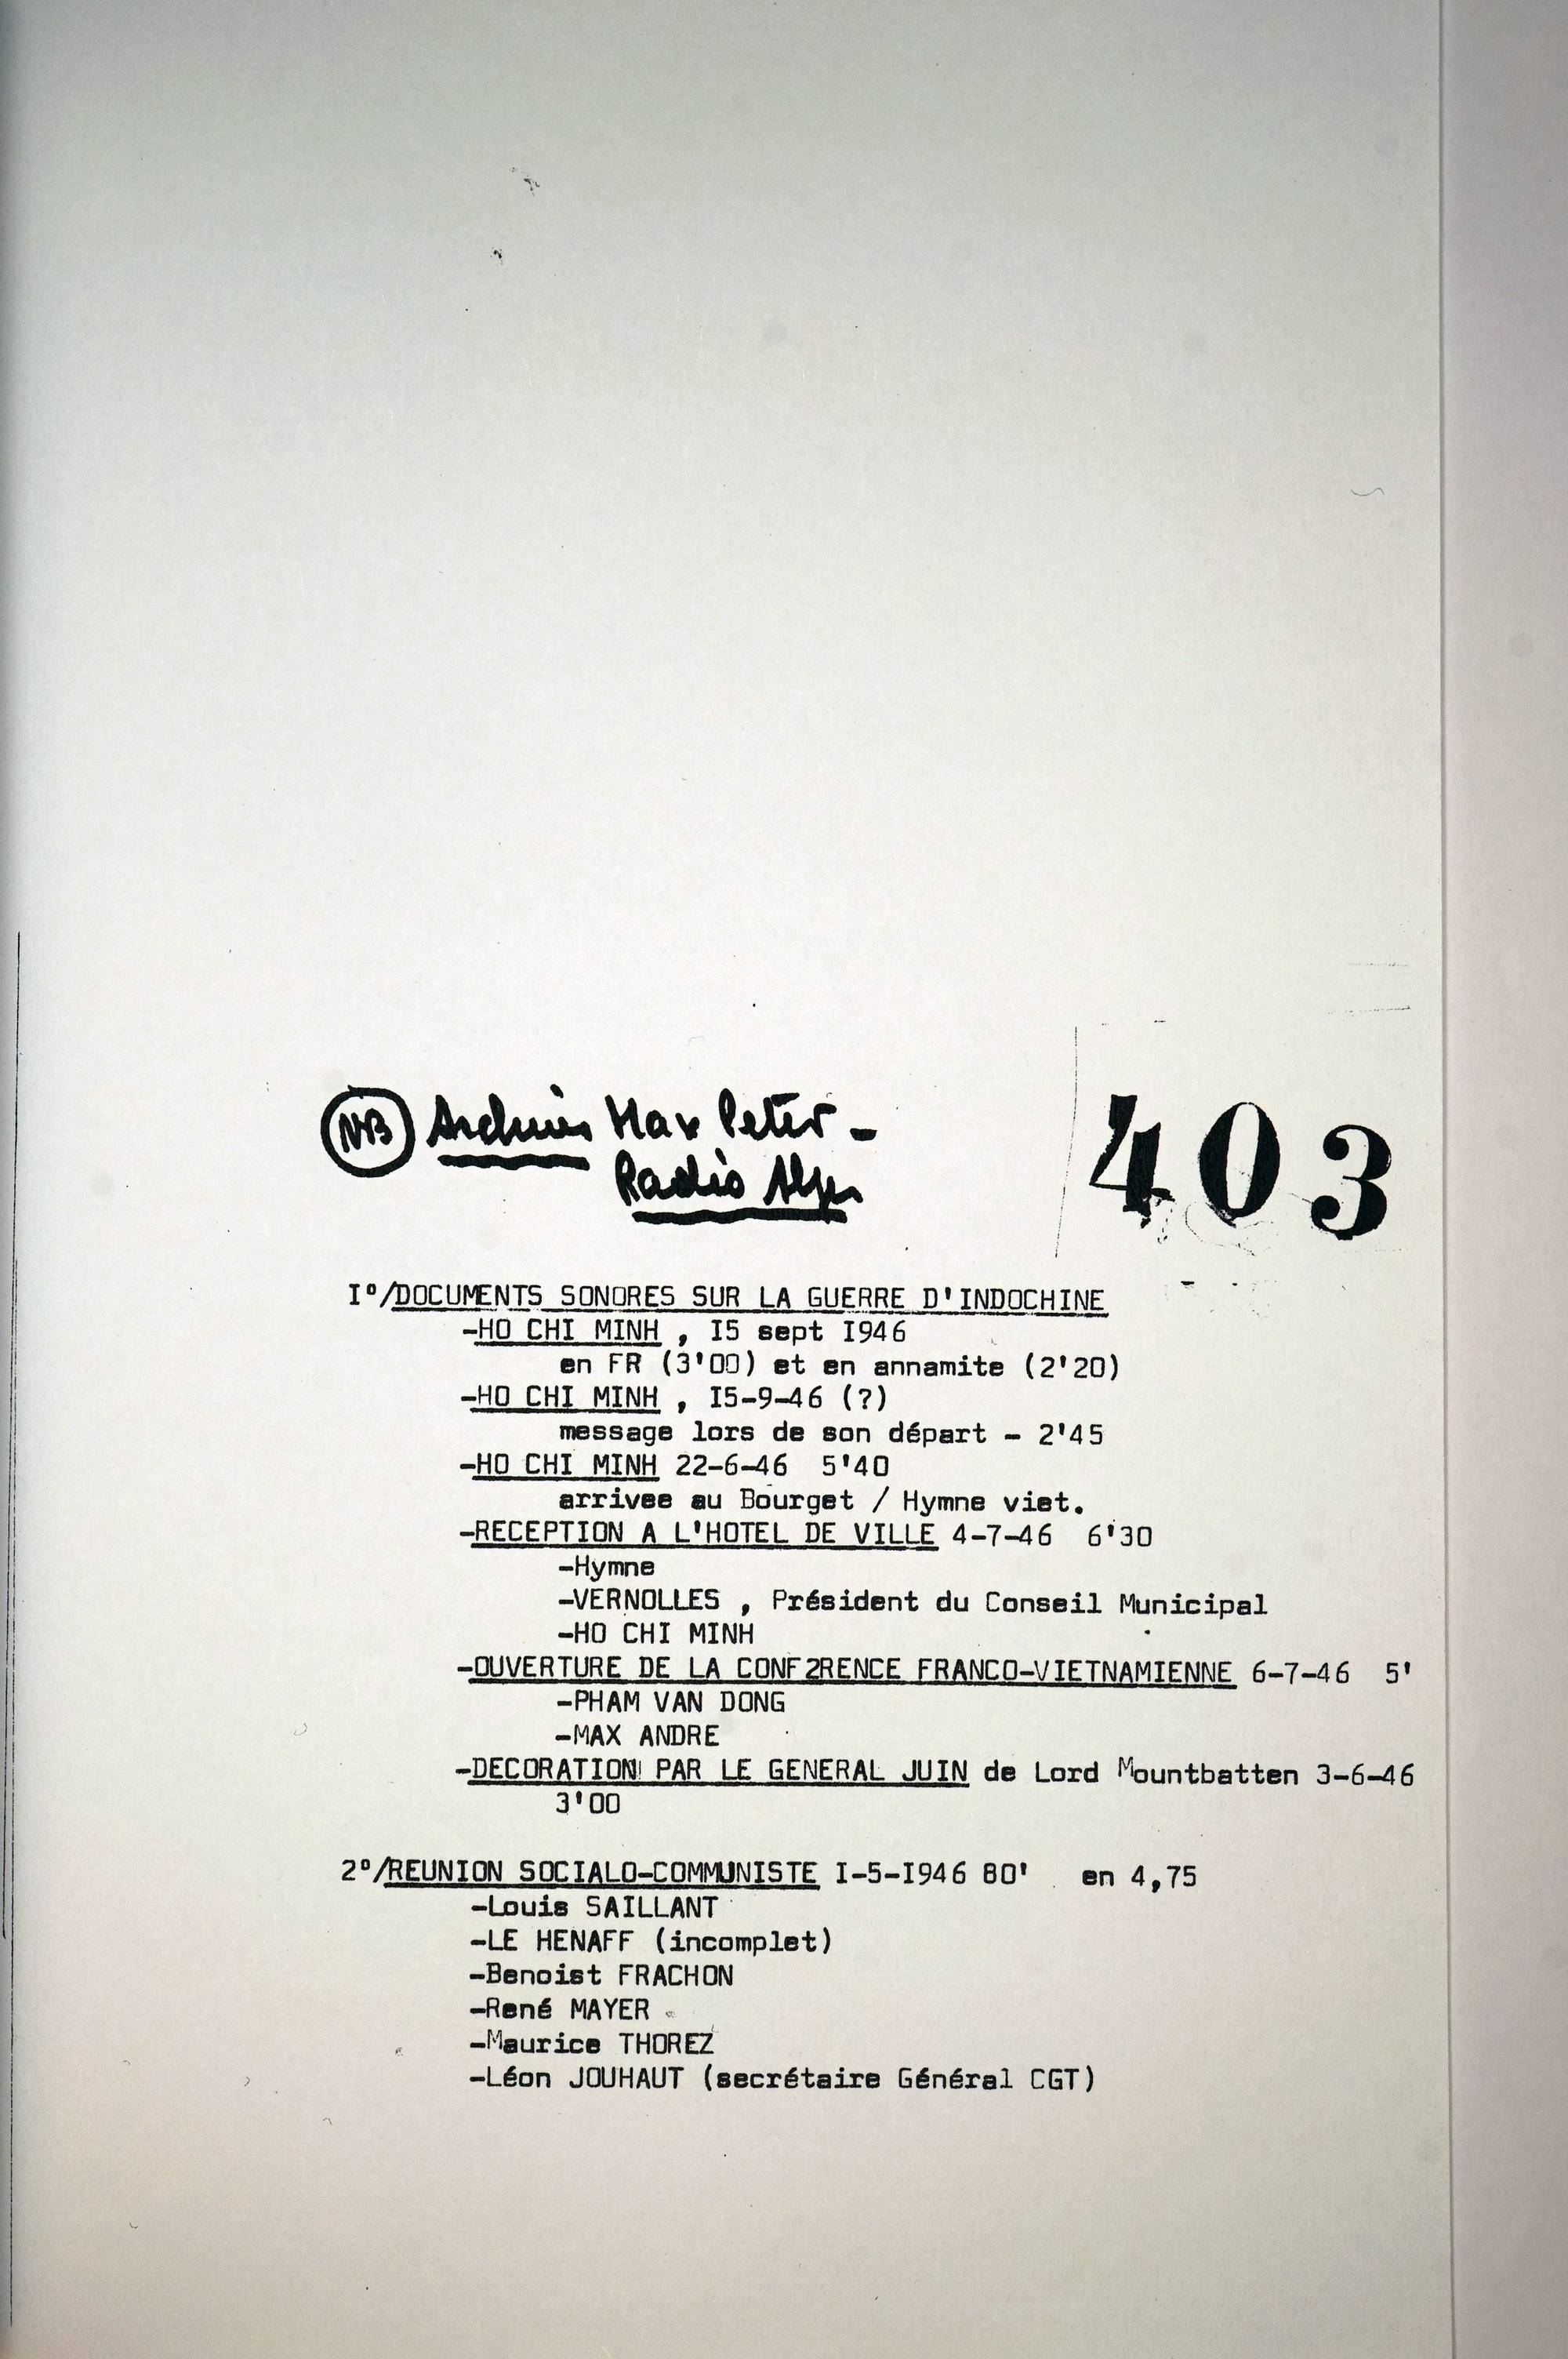 NB Archives Max Peter - 403
Radio Alger
I°/DOCUMENTS SONORES SUR LA GUERRE D'INDOCHINE
-HO CHI MINH , I5 sept I946
en FR (3'00) et en annamite (2'20)
-HO CHI MINH , I5-9-46 (?)
message lors de son départ - 2'45
-HO CHI MINH 22-6-46 5'40
arrivee au Bourget / Hymne viet.
-RECEPTION A L'HOTEL DE VILLE 4-7-46 6'30
-Hymne
-VERNOLLES , Président du Conseil Municipal
-HO CHI MINH
-OUVERTURE DE LA CONF2RENCE FRANCO-VIETNAMIENNE 6-7-46 5'
-PHAM VAN DONG
-MAX ANDRE
-DECORATION PAR LE GENERAL JUIN de Lord Mountbatten 3-6-46
3'00
2°/REUNION SOCIALO-COMMUNISTE I-5-I946 80' en 4,75
-Louis SAILLANT
-LE HENAFF (incomplet)
-Benoist FRACHON
-René MAYER
-Maurice THOREZ
-Léon JOUHAUT (secrétaire Général CGT)